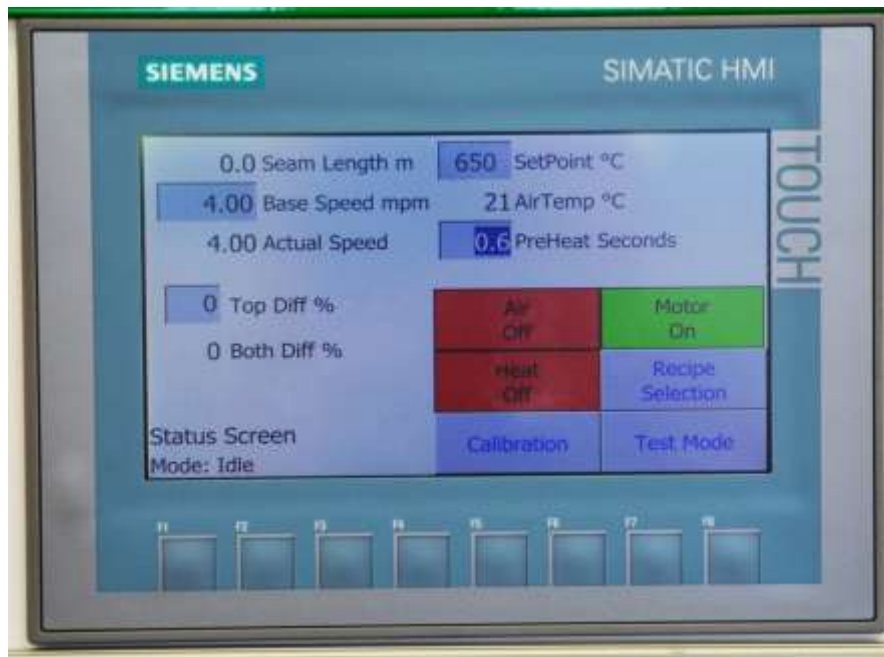 SIEMENS
SIMATIC HMI
TOUCH
0.0 Seam Length m
650 SetPoint °C
4.00 Base Speed mpm
21 AirTemp °C
4.00 Actual Speed
0.6 PreHeat Seconds
0 Top Diff %
0 Both Diff %
Air
Off
Motor
On
Heat
Off
Recipe
Selection
Status Screen
Mode: Idle
Calibration
Test Mode
F1 F2 F3 F4 F5 F6 F7 F8